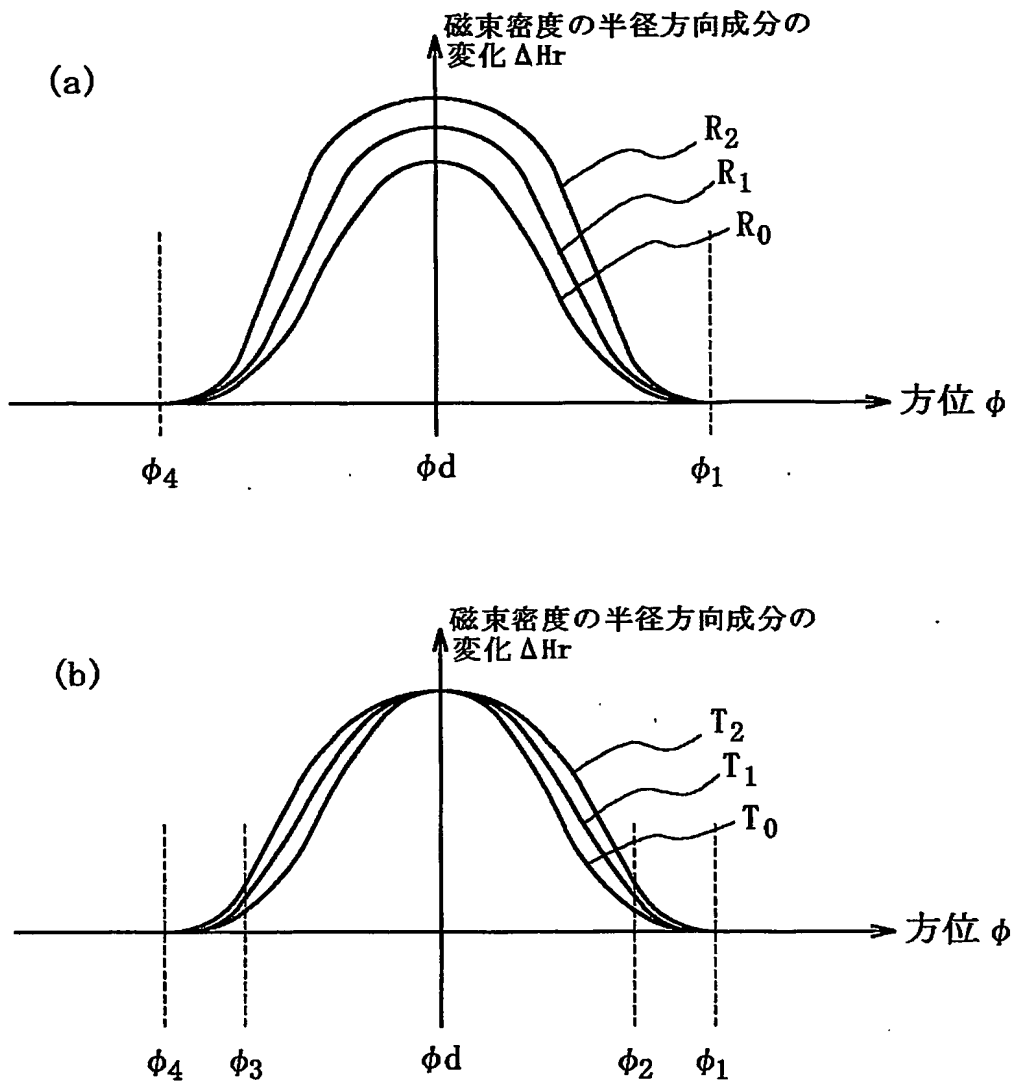 (a)
磁束密度の半径方向成分の
変化 ΔHr
R₂
R₁
R₀
方位 φ
φ₄
φd
φ₁
(b)
磁束密度の半径方向成分の
変化 ΔHr
T₂
T₁
T₀
方位 φ
φ₄
φ₃
φd
φ₂
φ₁